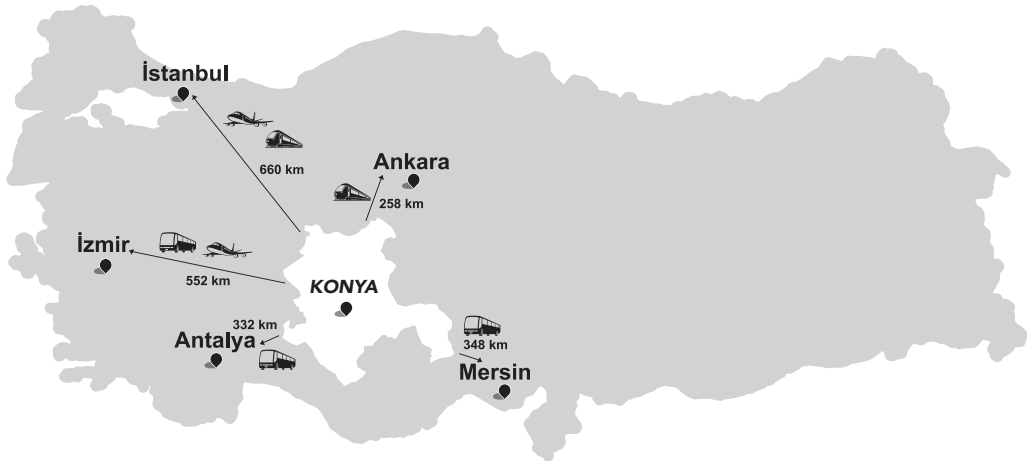 İstanbul
660 km
Ankara
258 km
İzmir
552 km
KONYA
332 km
Antalya
348 km
Mersin